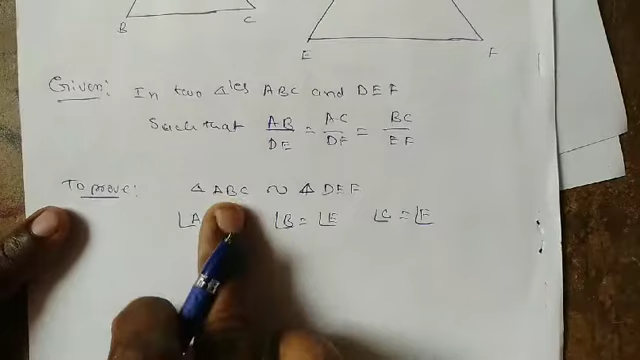 B C
E F
Given: In two △les ABC and DEF
Such that AB/DE = AC/DF = BC/EF
To prove: △ ABC ~ △ DEF
∠A ∠B = ∠E ∠C = ∠F